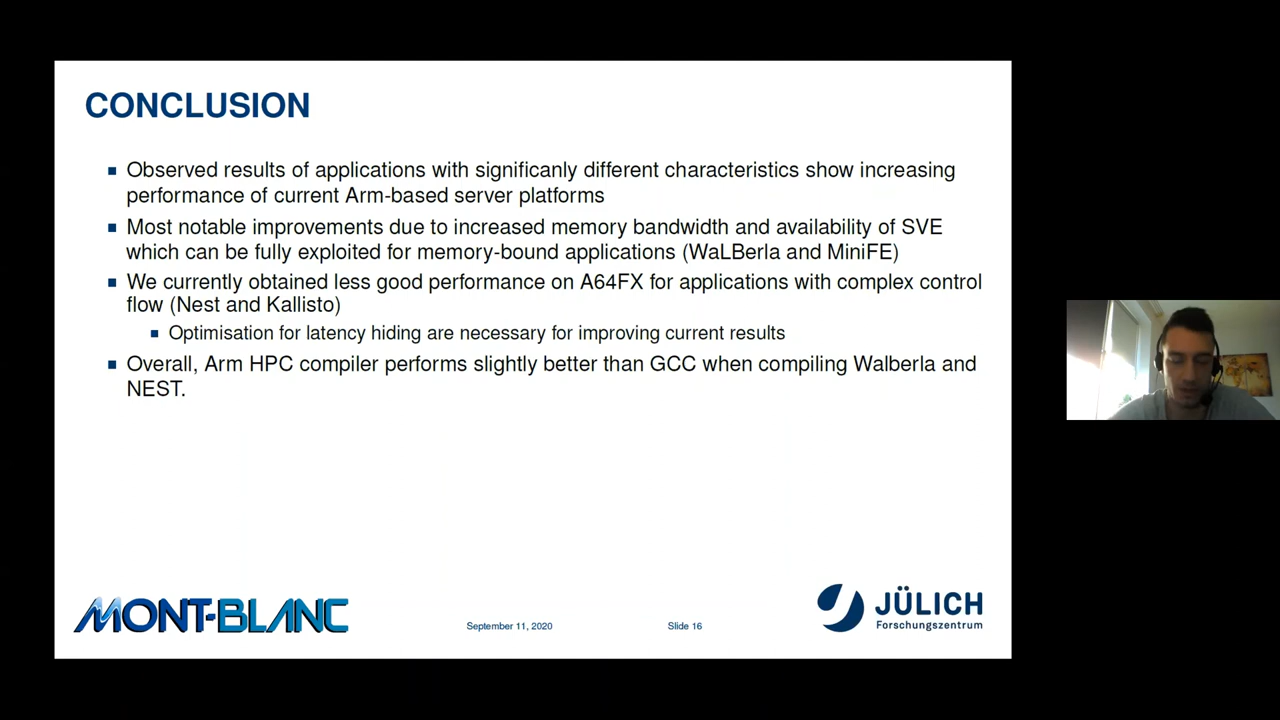 CONCLUSION
Observed results of applications with significanly different characteristics show increasing
performance of current Arm-based server platforms
Most notable improvements due to increased memory bandwidth and availability of SVE
which can be fully exploited for memory-bound applications (WaLBerla and MiniFE)
We currently obtained less good performance on A64FX for applications with complex control
flow (Nest and Kallisto)
Optimisation for latency hiding are necessary for improving current results
Overall, Arm HPC compiler performs slightly better than GCC when compiling Walberla and
NEST.
MONT-BLANC
September 11, 2020
Slide 16
JÜLICH
Forschungszentrum